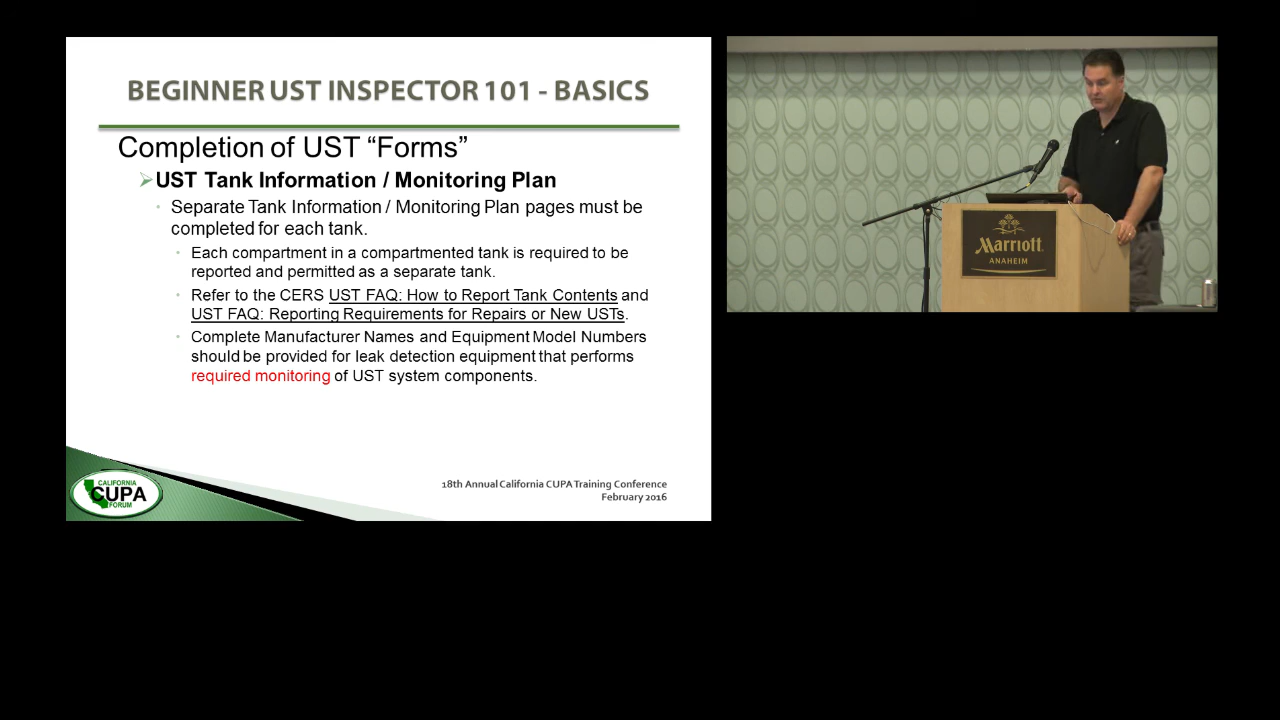 BEGINNER UST INSPECTOR 101 - BASICS
Completion of UST “Forms”
UST Tank Information / Monitoring Plan
Separate Tank Information / Monitoring Plan pages must be
completed for each tank.
Each compartment in a compartmented tank is required to be
reported and permitted as a separate tank.
Refer to the CERS UST FAQ: How to Report Tank Contents and
UST FAQ: Reporting Requirements for Repairs or New USTs.
Complete Manufacturer Names and Equipment Model Numbers
should be provided for leak detection equipment that performs
required monitoring of UST system components.
CALIFORNIA
CUPA
FORUM
18th Annual California CUPA Training Conference
February 2016
Marriott
ANAHEIM